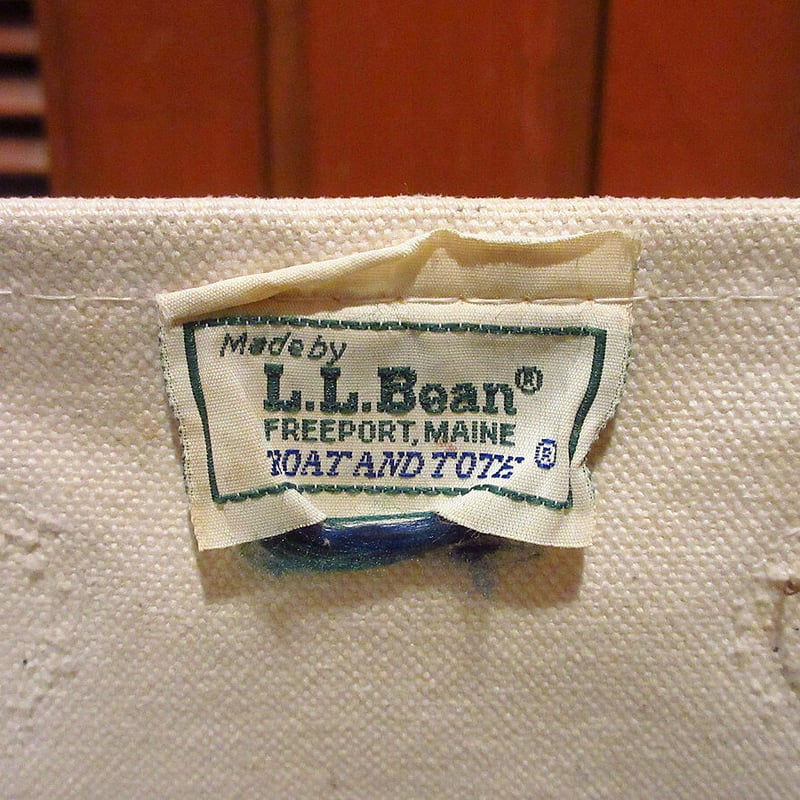 Made by
L.L.Bean®
FREEPORT, MAINE
BOAT AND TOTE ®